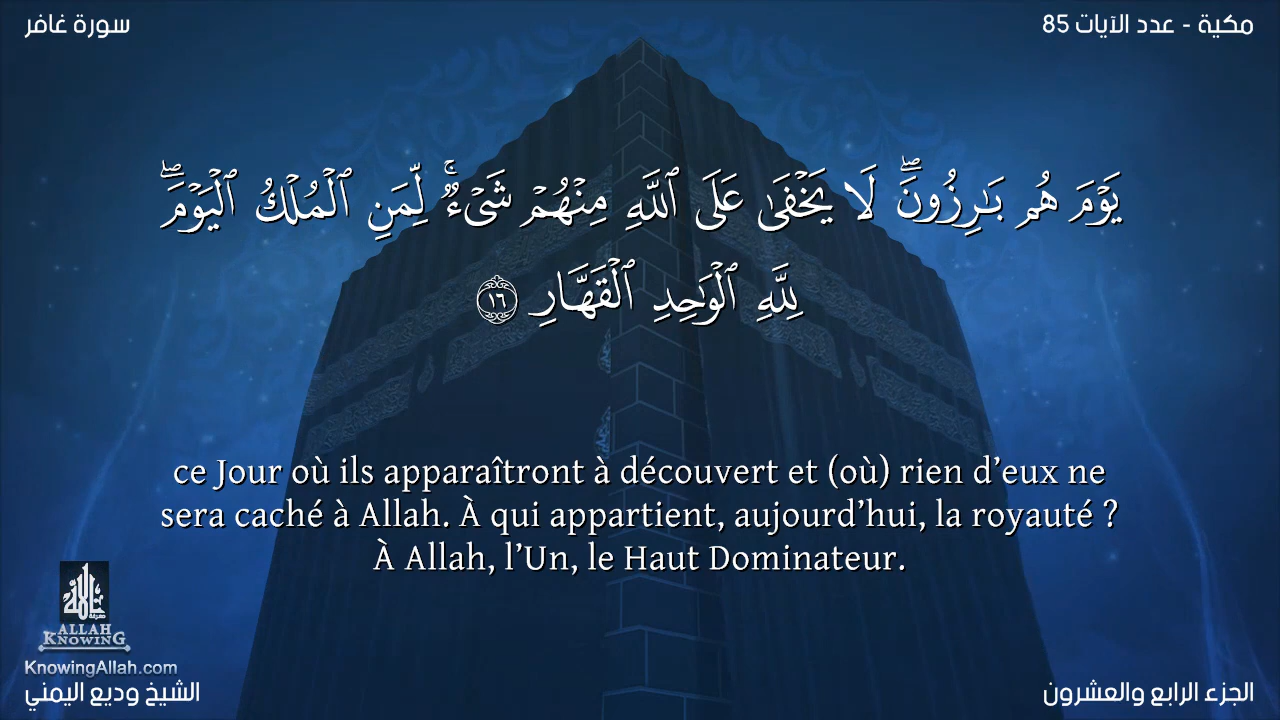 سورة غافر
مكية - عدد الآيات 85
يَوْمَ هُم بَـٰرِزُونَ ۖ لَا يَخْفَىٰ عَلَى ٱللَّهِ مِنْهُمْ شَىْءٌ ۚ لِّمَنِ ٱلْمُلْكُ ٱلْيَوْمَ ۖ
لِلَّهِ ٱلْوَٰحِدِ ٱلْقَهَّارِ ١٦
ce Jour où ils apparaîtront à découvert et (où) rien d’eux ne
sera caché à Allah. À qui appartient, aujourd’hui, la royauté ?
À Allah, l’Un, le Haut Dominateur.
معرفة الله
ALLAH
KNOWING
KnowingAllah.com
الشيخ وديع اليمني
الجزء الرابع والعشرون